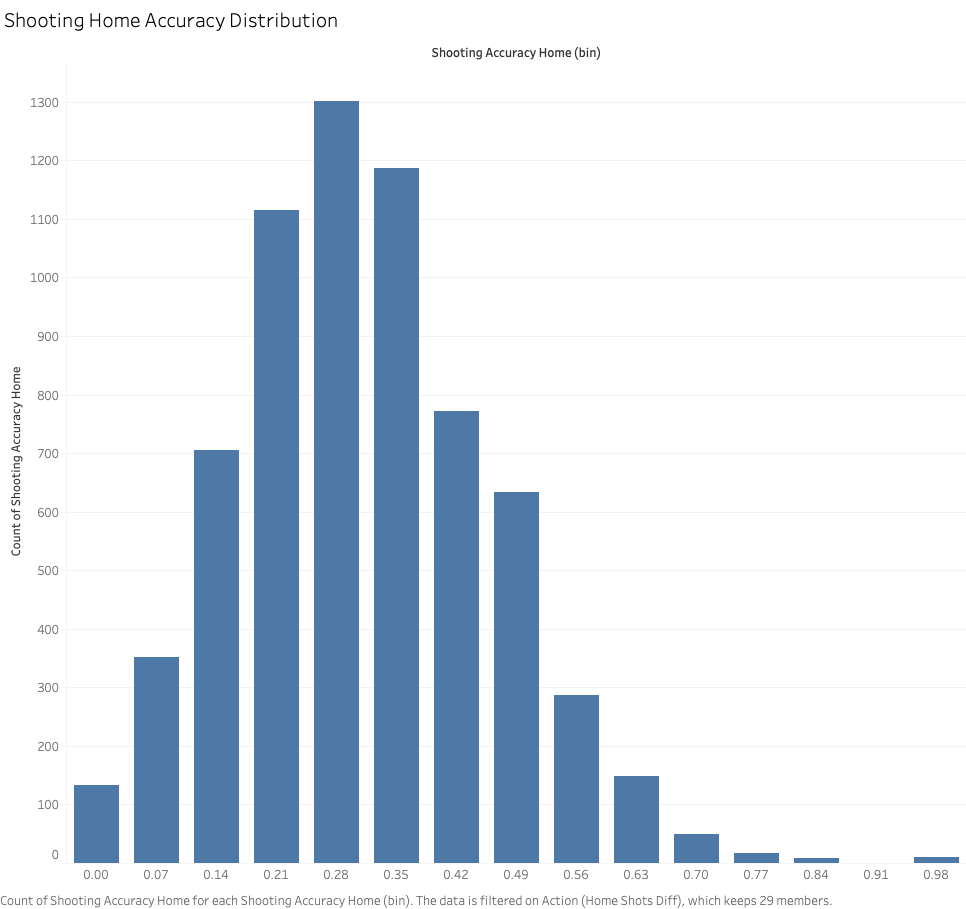 Shooting Home Accuracy Distribution
Shooting Accuracy Home (bin)
Count of Shooting Accuracy Home
1300
1200
1100
1000
900
800
700
600
500
400
300
200
100
0
0.00 0.07 0.14 0.21 0.28 0.35 0.42 0.49 0.56 0.63 0.70 0.77 0.84 0.91 0.98
Count of Shooting Accuracy Home for each Shooting Accuracy Home (bin). The data is filtered on Action (Home Shots Diff), which keeps 29 members.